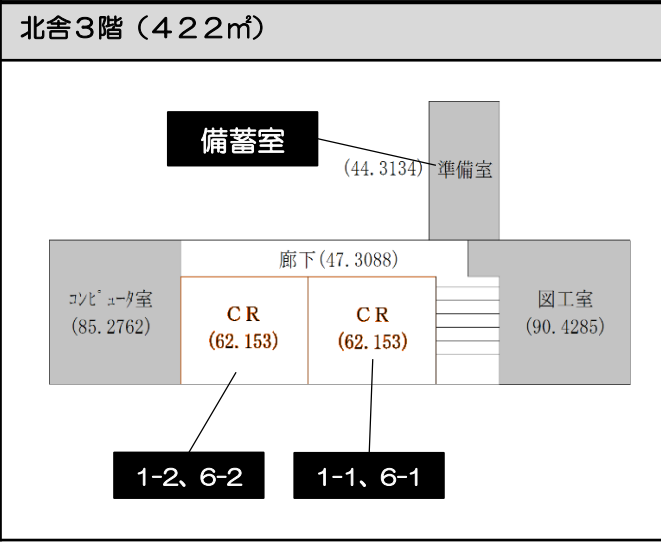 北舎３階（４２２㎡）
備蓄室
(44.3134)
準備室
廊下(47.3088)
コンピュータ室
(85.2762)
ＣＲ
(62.153)
ＣＲ
(62.153)
図工室
(90.4285)
1-2、6-2
1-1、6-1